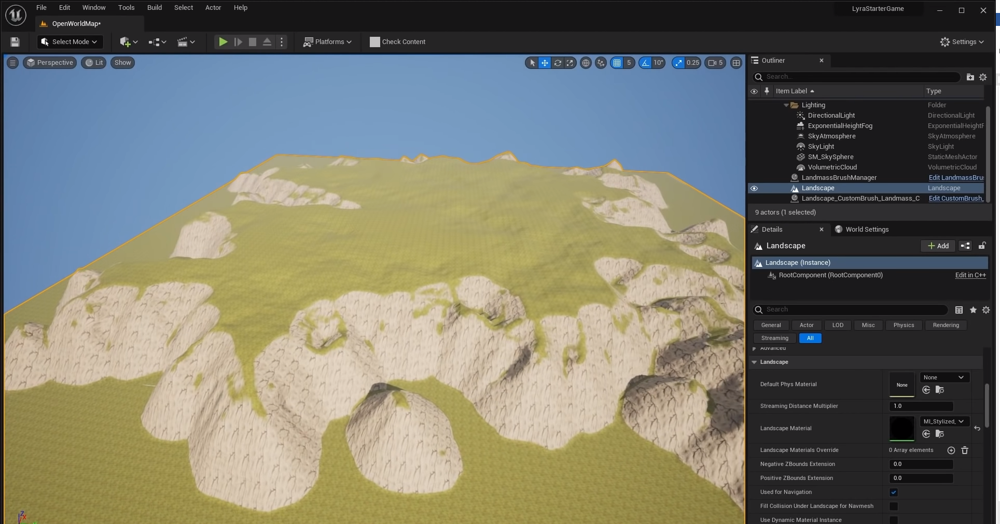 File Edit Window Tools Build Select Actor Help
LyraStarterGame
OpenWorldMap*
Select Mode
Platforms
Check Content
Settings
Perspective Lit Show
5 10° 0.25 5
Outliner
Search...
Item Label Type
Lighting Folder
DirectionalLight DirectionalLight
ExponentialHeightFog ExponentialHeightF
SkyAtmosphere SkyAtmosphere
SkyLight SkyLight
SM_SkySphere StaticMeshActor
VolumetricCloud VolumetricCloud
LandmassBrushManager Edit LandmassBrus
Landscape Landscape
Landscape_CustomBrush_Landmass_C Edit CustomBrush_
9 actors (1 selected)
Details World Settings
Landscape Add
Landscape (Instance)
RootComponent (RootComponent0) Edit in C++
Search
General Actor LOD Misc Physics Rendering
Streaming All
Advanced
Landscape
Default Phys Material None None
Streaming Distance Multiplier 1.0
Landscape Material MI_Stylized_
Landscape Materials Override 0 Array elements
Negative ZBounds Extension 0.0
Positive ZBounds Extension 0.0
Used for Navigation
Fill Collision Under Landscape for Navmesh
Use Dynamic Material Instance
Z
X